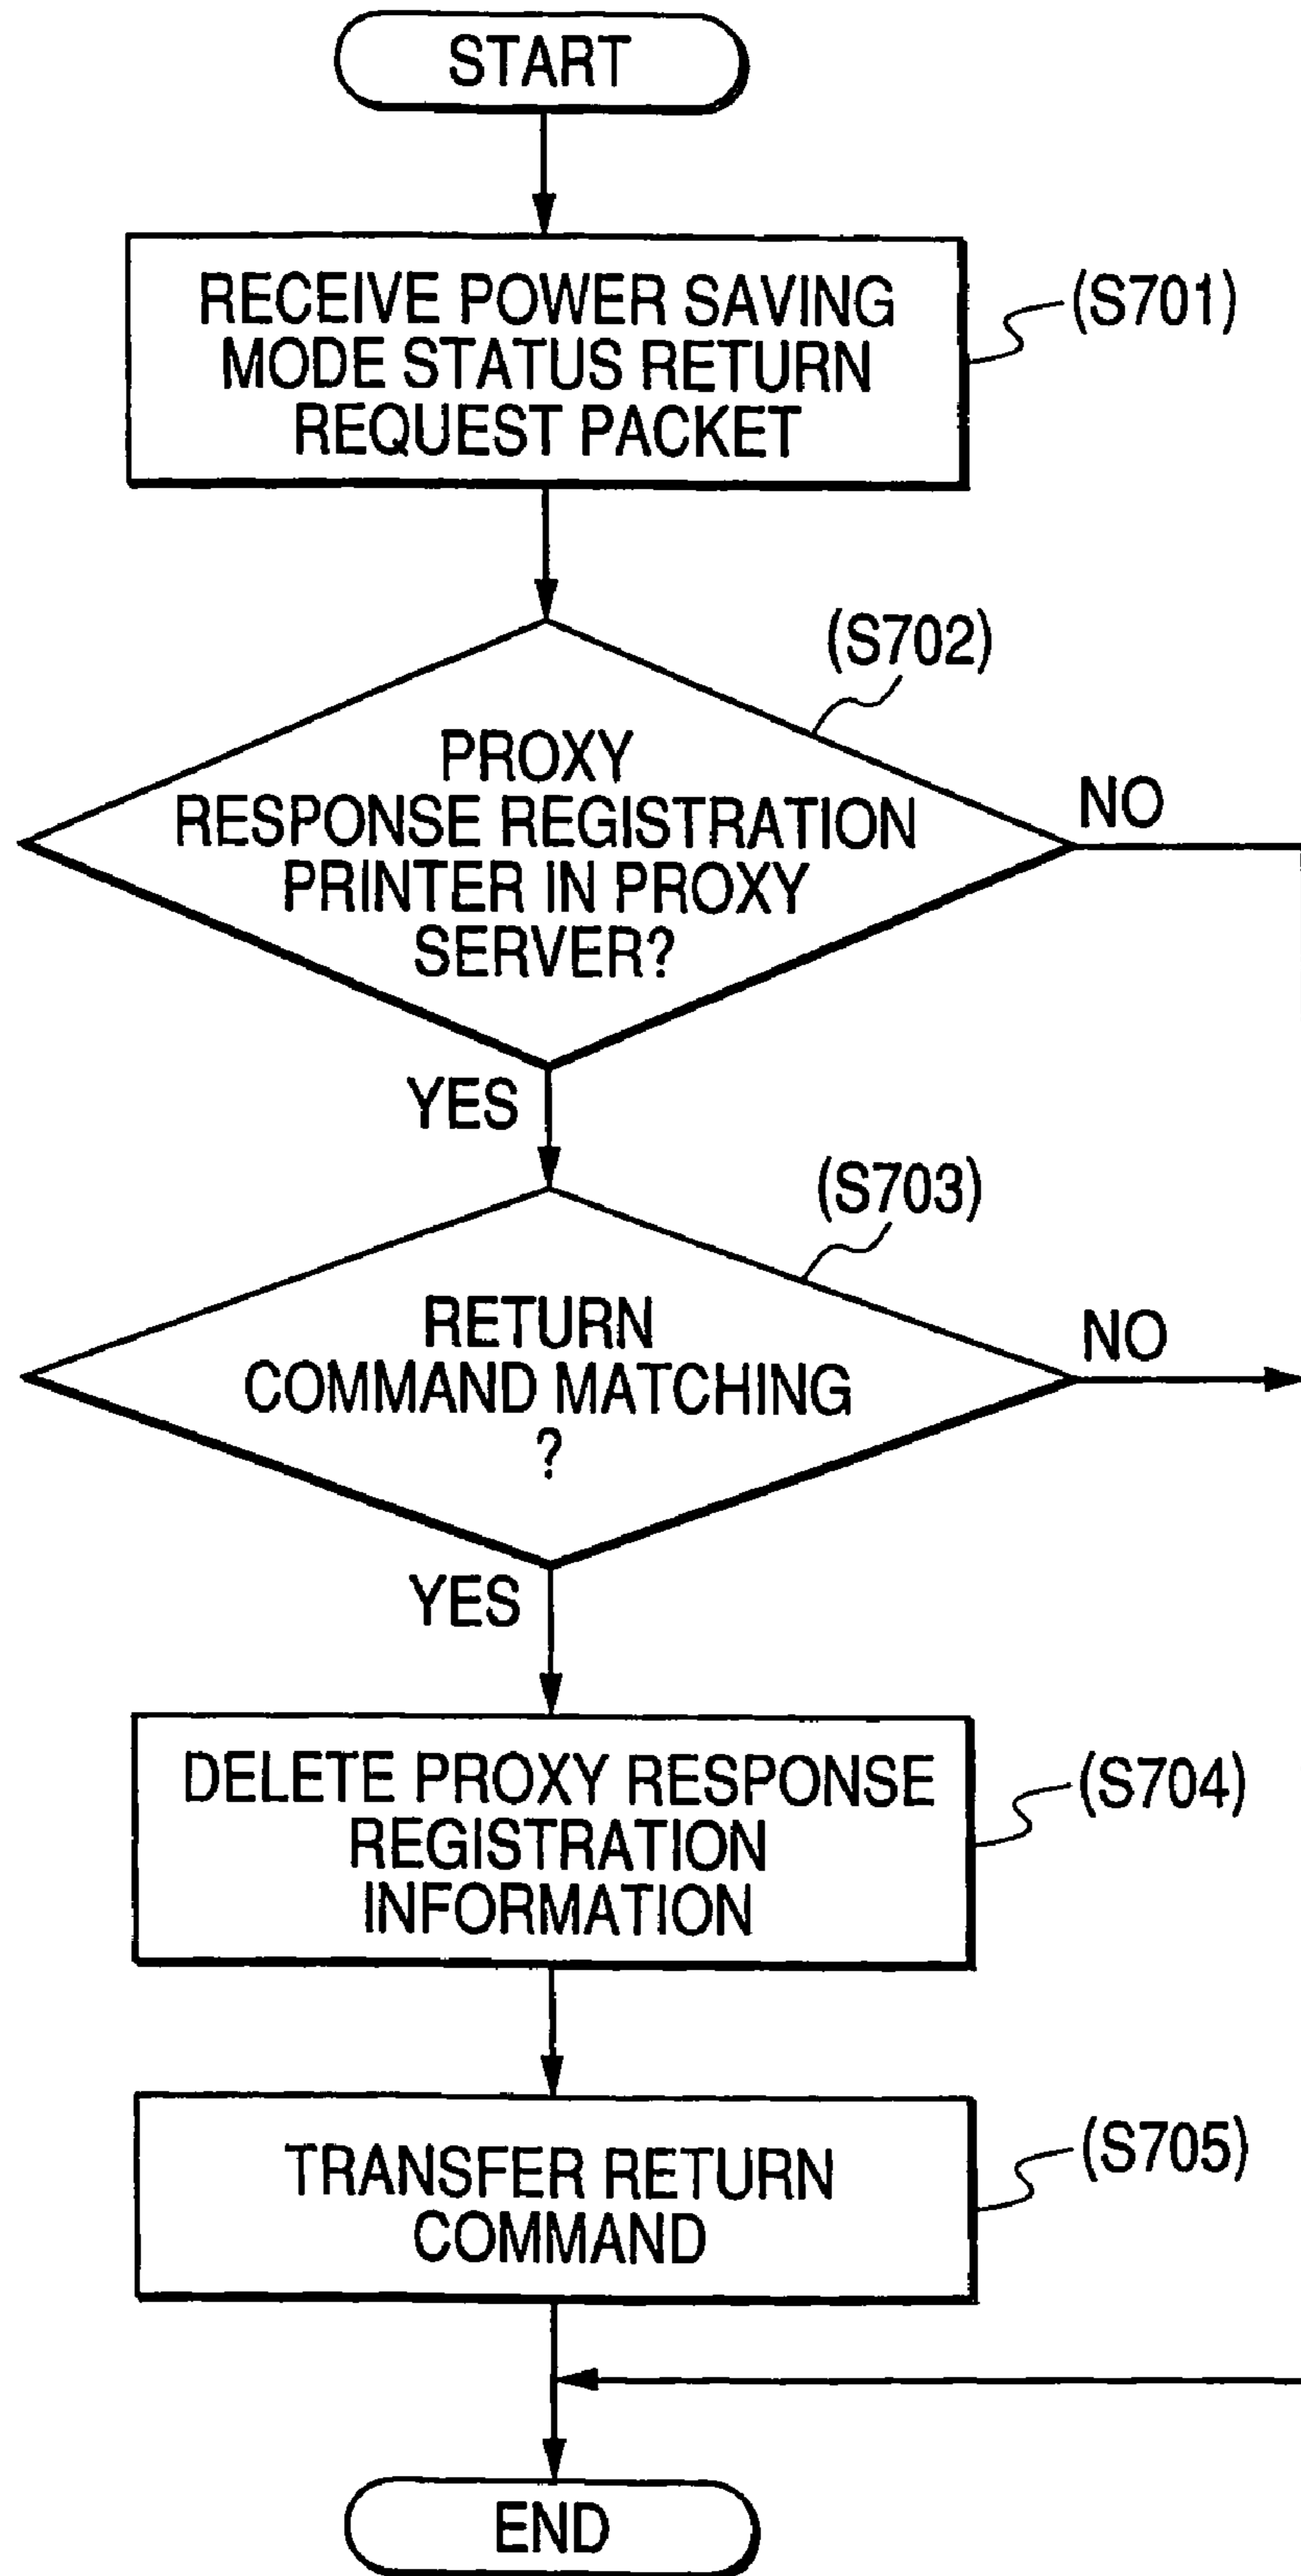 START
RECEIVE POWER SAVING
MODE STATUS RETURN
REQUEST PACKET
(S701)
(S702)
PROXY
RESPONSE REGISTRATION
PRINTER IN PROXY
SERVER?
NO
YES
(S703)
RETURN
COMMAND MATCHING
?
NO
YES
DELETE PROXY RESPONSE
REGISTRATION
INFORMATION
(S704)
TRANSFER RETURN
COMMAND
(S705)
END